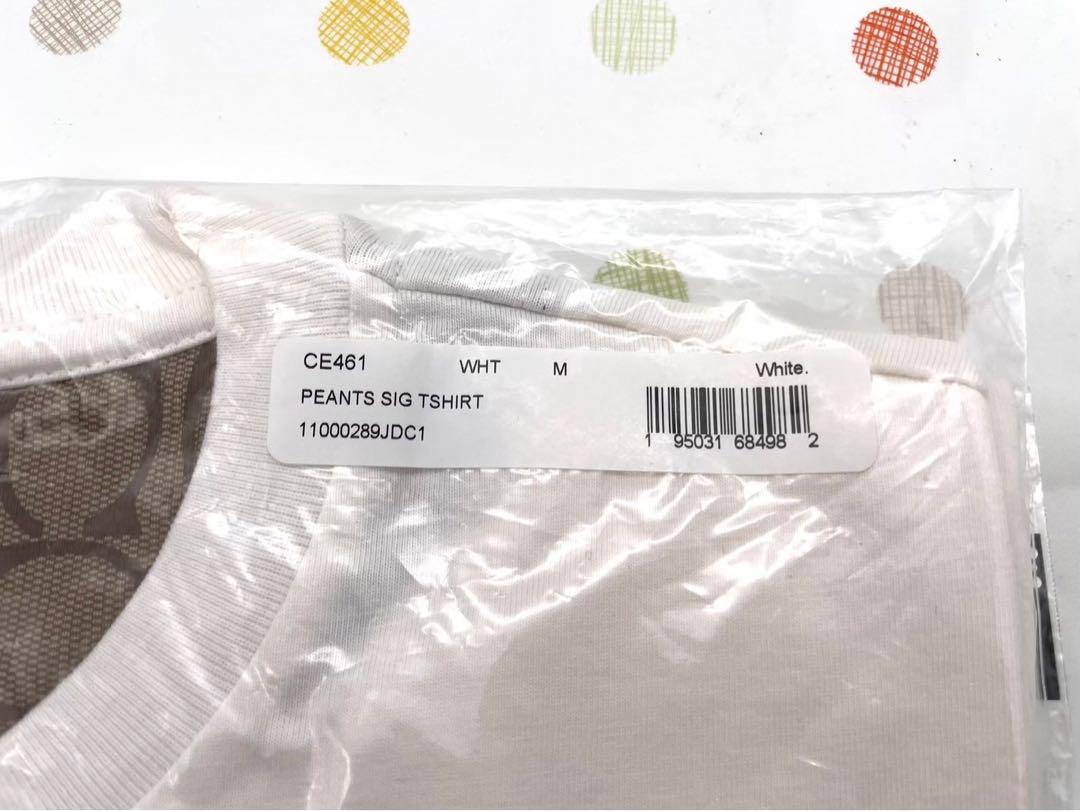 CE461 WHT M White.
PEANTS SIG TSHIRT
11000289JDC1
1 95031 68498 2